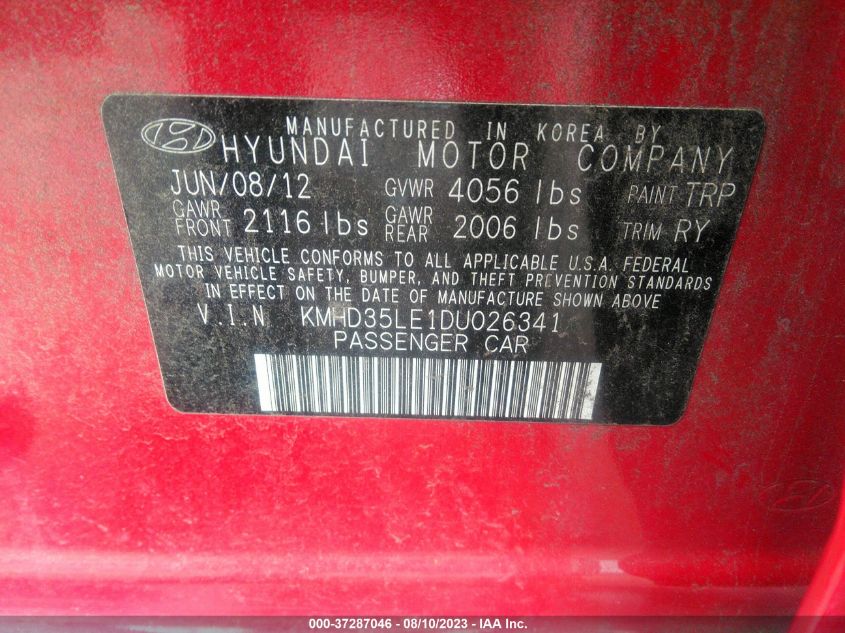 MANUFACTURED IN KOREA BY
HYUNDAI MOTOR COMPANY
JUN/08/12 GVWR 4056 lbs PAINT TRP
GAWR FRONT 2116 lbs GAWR REAR 2006 lbs TRIM RY
THIS VEHICLE CONFORMS TO ALL APPLICABLE U.S.A. FEDERAL
MOTOR VEHICLE SAFETY, BUMPER, AND THEFT PREVENTION STANDARDS
IN EFFECT ON THE DATE OF MANUFACTURE SHOWN ABOVE
V.I.N KMHD35LE1DU026341
PASSENGER CAR
000-37287046 - 08/10/2023 - IAA Inc.